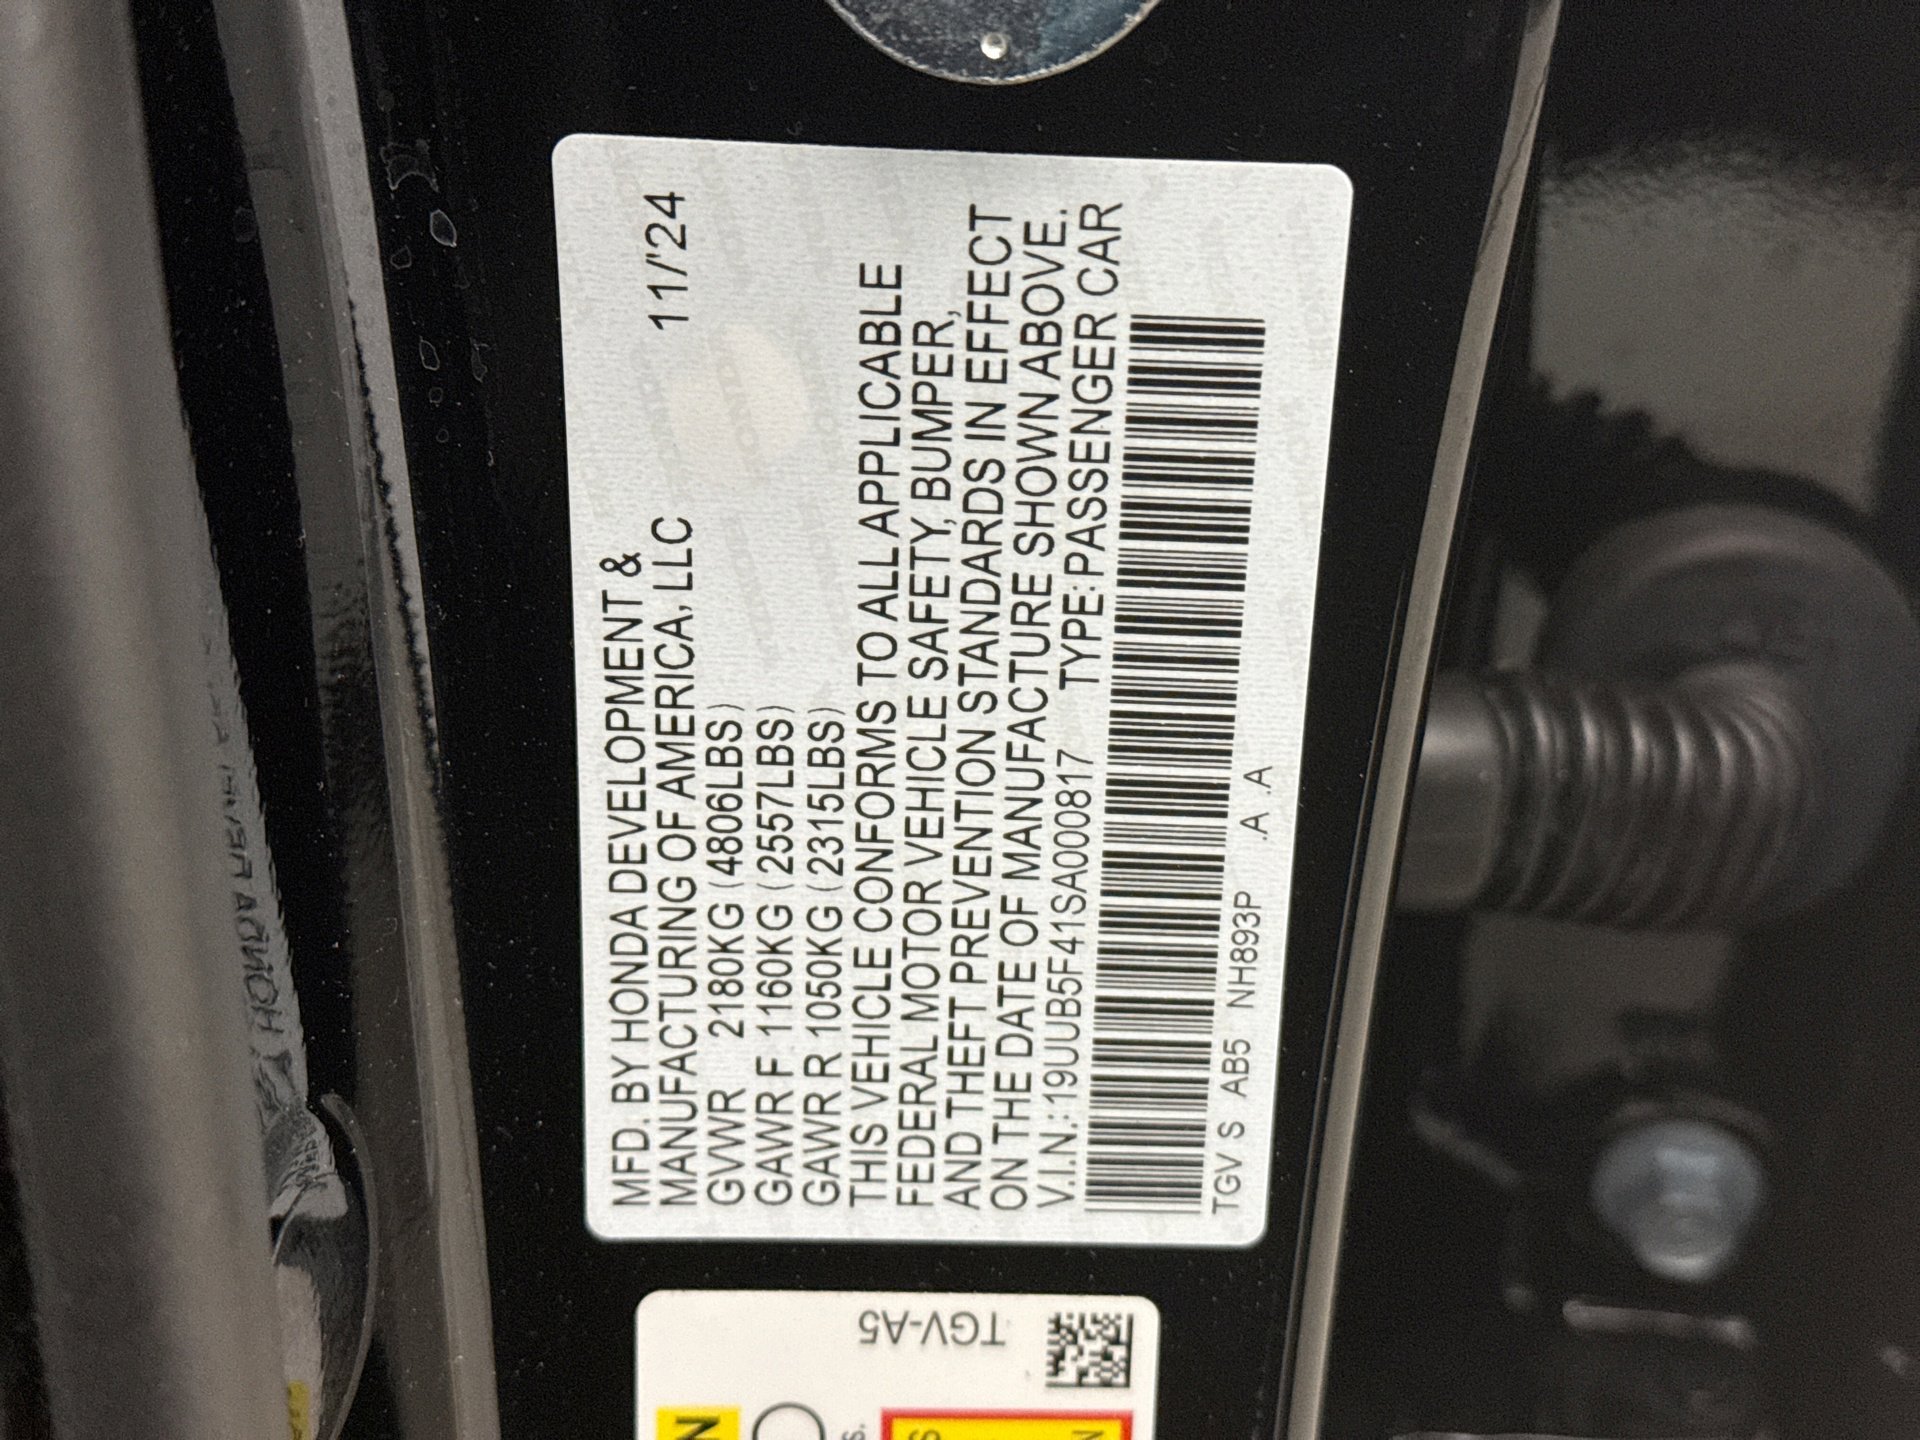 MFD. BY HONDA DEVELOPMENT &
MANUFACTURING OF AMERICA, LLC 11/'24
GVWR 2180KG (4806LBS)
GAWR F 1160KG (2557LBS)
GAWR R 1050KG (2315LBS)
THIS VEHICLE CONFORMS TO ALL APPLICABLE
FEDERAL MOTOR VEHICLE SAFETY, BUMPER,
AND THEFT PREVENTION STANDARDS IN EFFECT
ON THE DATE OF MANUFACTURE SHOWN ABOVE.
V.I.N.:19UUB5F41SA000817 TYPE:PASSENGER CAR
TGV S AB5 NH893P .A .A
TGV-A5